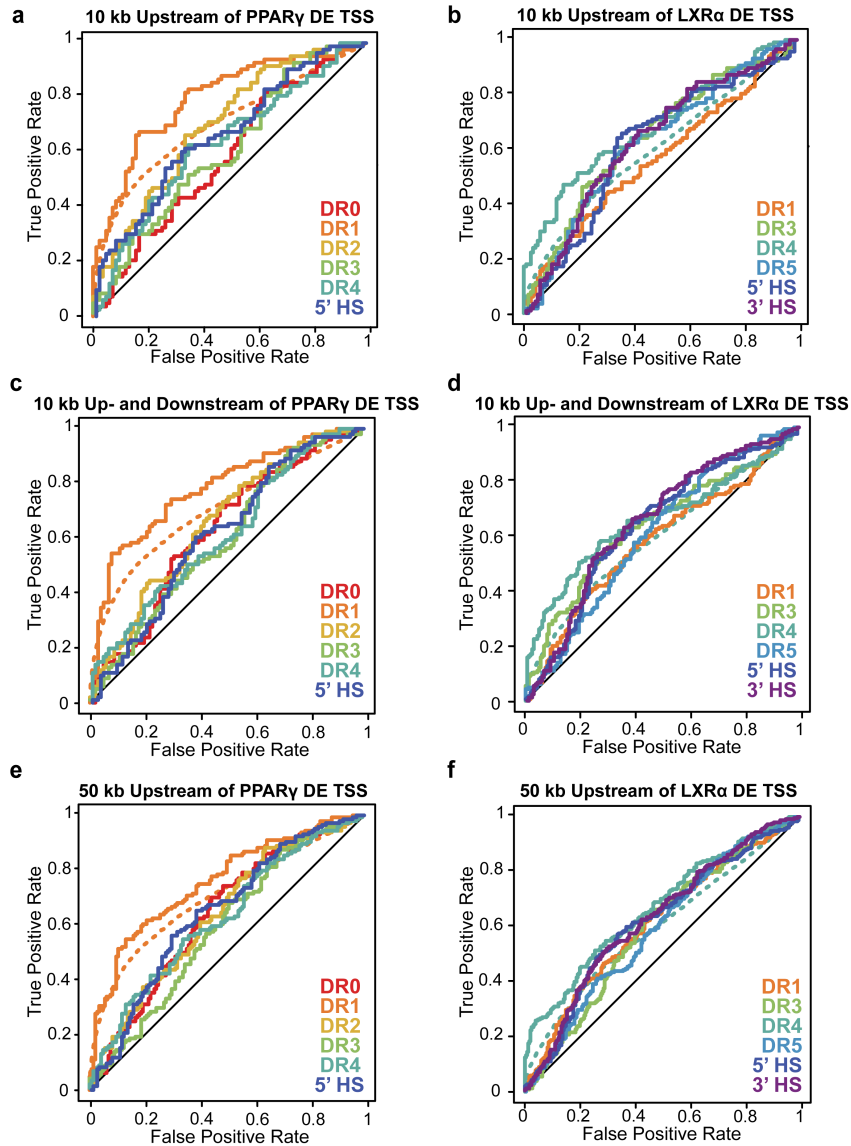 a
10 kb Upstream of PPARγ DE TSS
True Positive Rate
1
0.8
0.6
0.4
0.2
0
0 0.2 0.4 0.6 0.8 1
False Positive Rate
DR0
DR1
DR2
DR3
DR4
5’ HS
b
10 kb Upstream of LXRα DE TSS
True Positive Rate
1
0.8
0.6
0.4
0.2
0
0 0.2 0.4 0.6 0.8 1
False Positive Rate
DR1
DR3
DR4
DR5
5’ HS
3’ HS
c
10 kb Up- and Downstream of PPARγ DE TSS
True Positive Rate
1
0.8
0.6
0.4
0.2
0
0 0.2 0.4 0.6 0.8 1
False Positive Rate
DR0
DR1
DR2
DR3
DR4
5’ HS
d
10 kb Up- and Downstream of LXRα DE TSS
True Positive Rate
1
0.8
0.6
0.4
0.2
0
0 0.2 0.4 0.6 0.8 1
False Positive Rate
DR1
DR3
DR4
DR5
5’ HS
3’ HS
e
50 kb Upstream of PPARγ DE TSS
True Positive Rate
1
0.8
0.6
0.4
0.2
0
0 0.2 0.4 0.6 0.8 1
False Positive Rate
DR0
DR1
DR2
DR3
DR4
5’ HS
f
50 kb Upstream of LXRα DE TSS
True Positive Rate
1
0.8
0.6
0.4
0.2
0
0 0.2 0.4 0.6 0.8 1
False Positive Rate
DR1
DR3
DR4
DR5
5’ HS
3’ HS